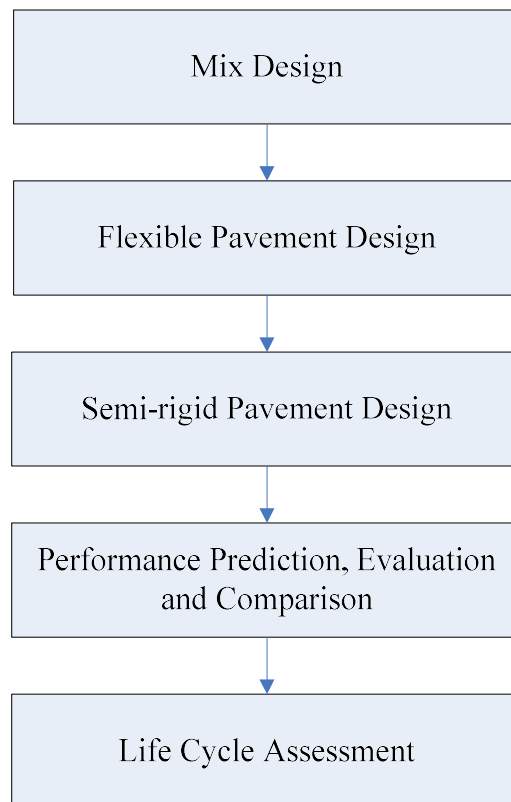 Mix Design
Flexible Pavement Design
Semi-rigid Pavement Design
Performance Prediction, Evaluation
and Comparison
Life Cycle Assessment